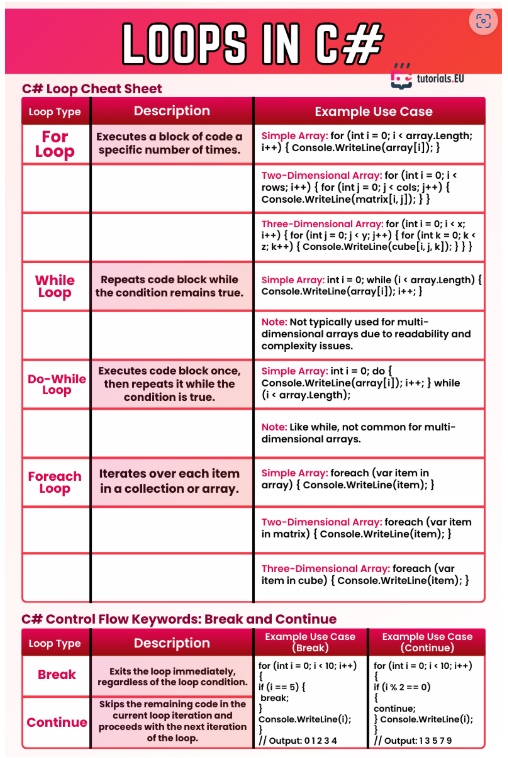 LOOPS IN C#
tutorials.EU
C# Loop Cheat Sheet
Loop Type
Description
Example Use Case
For
Loop
Executes a block of code a
specific number of times.
Simple Array: for (int i = 0; i < array.Length;
i++) { Console.WriteLine(array[i]); }
Two-Dimensional Array: for (int i = 0; i <
rows; i++) { for (int j = 0; j < cols; j++) {
Console.WriteLine(matrix[i, j]); } }
Three-Dimensional Array: for (int i = 0; i < x;
i++) { for (int j = 0; j < y; j++) { for (int k = 0; k <
z; k++) { Console.WriteLine(cube[i, j, k]); } } }
While
Loop
Repeats code block while
the condition remains true.
Simple Array: int i = 0; while (i < array.Length) {
Console.WriteLine(array[i]); i++; }
Note: Not typically used for multi-
dimensional arrays due to readability and
complexity issues.
Do-While
Loop
Executes code block once,
then repeats it while the
condition is true.
Simple Array: int i = 0; do {
Console.WriteLine(array[i]); i++; } while
(i < array.Length);
Note: Like while, not common for multi-
dimensional arrays.
Foreach
Loop
Iterates over each item
in a collection or array.
Simple Array: foreach (var item in
array) { Console.WriteLine(item); }
Two-Dimensional Array: foreach (var item
in matrix) { Console.WriteLine(item); }
Three-Dimensional Array: foreach (var
item in cube) { Console.WriteLine(item); }
C# Control Flow Keywords: Break and Continue
Loop Type
Description
Example Use Case
(Break)
Example Use Case
(Continue)
Break
Exits the loop immediately,
regardless of the loop condition.
Continue
Skips the remaining code in the
current loop iteration and
proceeds with the next iteration
of the loop.
for (int i = 0; i < 10; i++)
{
if (i == 5) {
break;
}
Console.WriteLine(i);
}
// Output: 0 1 2 3 4
for (int i = 0; i < 10; i++)
{
if (i % 2 == 0)
{
continue;
} Console.WriteLine(i);
}
// Output: 1 3 5 7 9